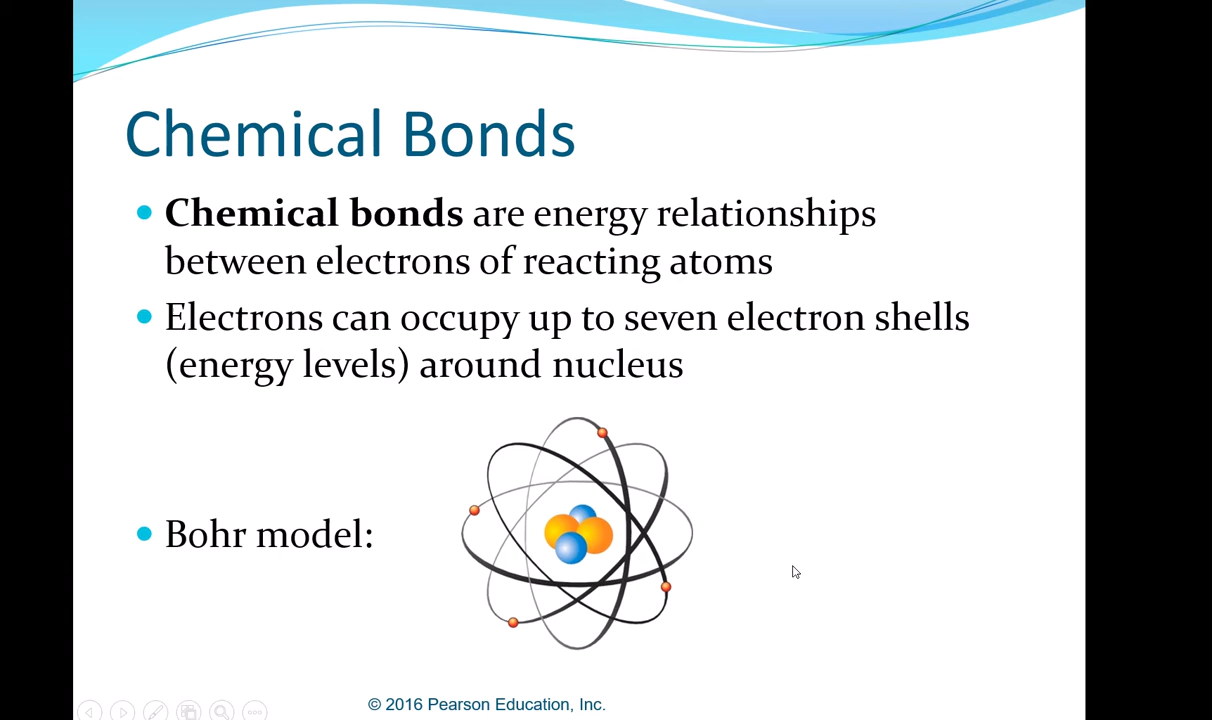 Chemical Bonds
• Chemical bonds are energy relationships
between electrons of reacting atoms
• Electrons can occupy up to seven electron shells
(energy levels) around nucleus
• Bohr model:
© 2016 Pearson Education, Inc.